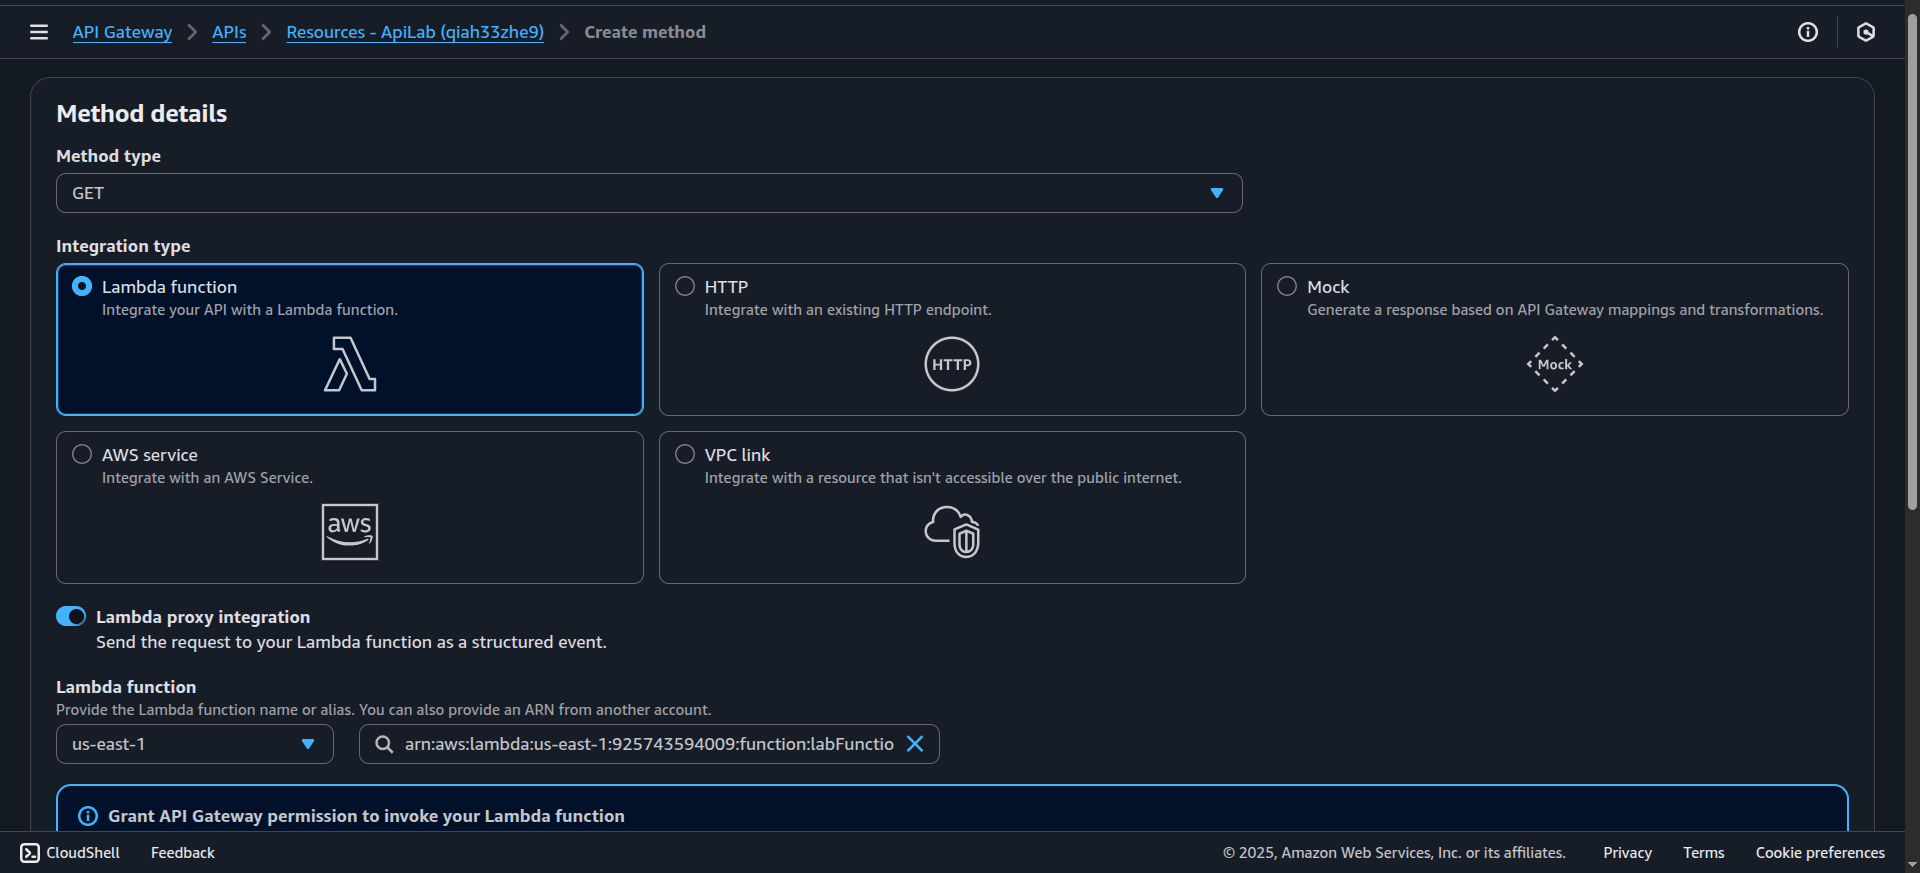 API Gateway > APIs > Resources - ApiLab (qiah33zhe9) > Create method
Method details
Method type
GET
Integration type
Lambda function
Integrate your API with a Lambda function.
HTTP
Integrate with an existing HTTP endpoint.
HTTP
Mock
Generate a response based on API Gateway mappings and transformations.
Mock
AWS service
Integrate with an AWS Service.
aws
VPC link
Integrate with a resource that isn't accessible over the public internet.
Lambda proxy integration
Send the request to your Lambda function as a structured event.
Lambda function
Provide the Lambda function name or alias. You can also provide an ARN from another account.
us-east-1
arn:aws:lambda:us-east-1:925743594009:function:labFunctio
Grant API Gateway permission to invoke your Lambda function
CloudShell Feedback © 2025, Amazon Web Services, Inc. or its affiliates. Privacy Terms Cookie preferences